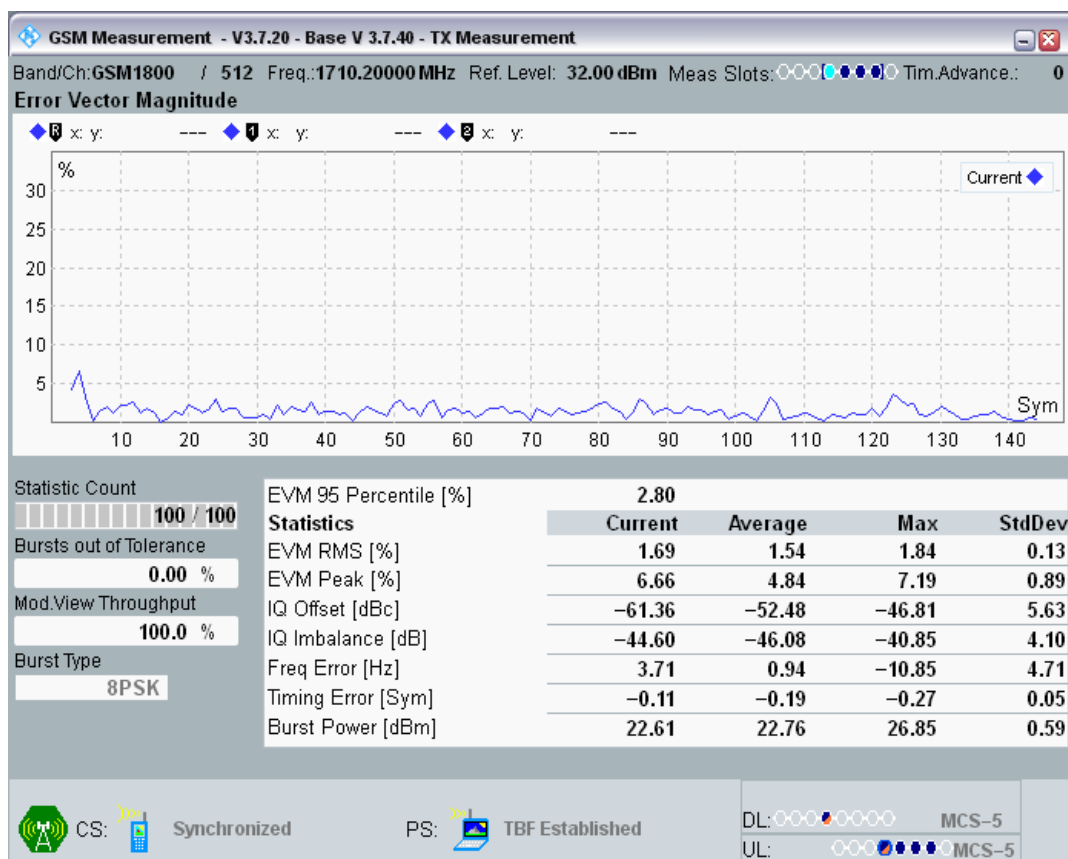 GSM Measurement - V3.7.20 - Base V 3.7.40 - TX Measurement
Band/Ch:GSM1800 / 512 Freq.:1710.20000 MHz Ref. Level: 32.00 dBm Meas Slots: Tim.Advance.: 0
Error Vector Magnitude
R x: y: --- 1 x: y: --- 2 x: y: ---
%
Current
30
25
20
15
10
5
Sym
10 20 30 40 50 60 70 80 90 100 110 120 130 140
Statistic Count
100 / 100
Bursts out of Tolerance
0.00 %
Mod.View Throughput
100.0 %
Burst Type
8PSK
EVM 95 Percentile [%] 2.80
Statistics Current Average Max StdDev
EVM RMS [%] 1.69 1.54 1.84 0.13
EVM Peak [%] 6.66 4.84 7.19 0.89
IQ Offset [dBc] −61.36 −52.48 −46.81 5.63
IQ Imbalance [dB] −44.60 −46.08 −40.85 4.10
Freq Error [Hz] 3.71 0.94 −10.85 4.71
Timing Error [Sym] −0.11 −0.19 −0.27 0.05
Burst Power [dBm] 22.61 22.76 26.85 0.59
CS: Synchronized PS: TBF Established
DL: MCS−5
UL: MCS−5